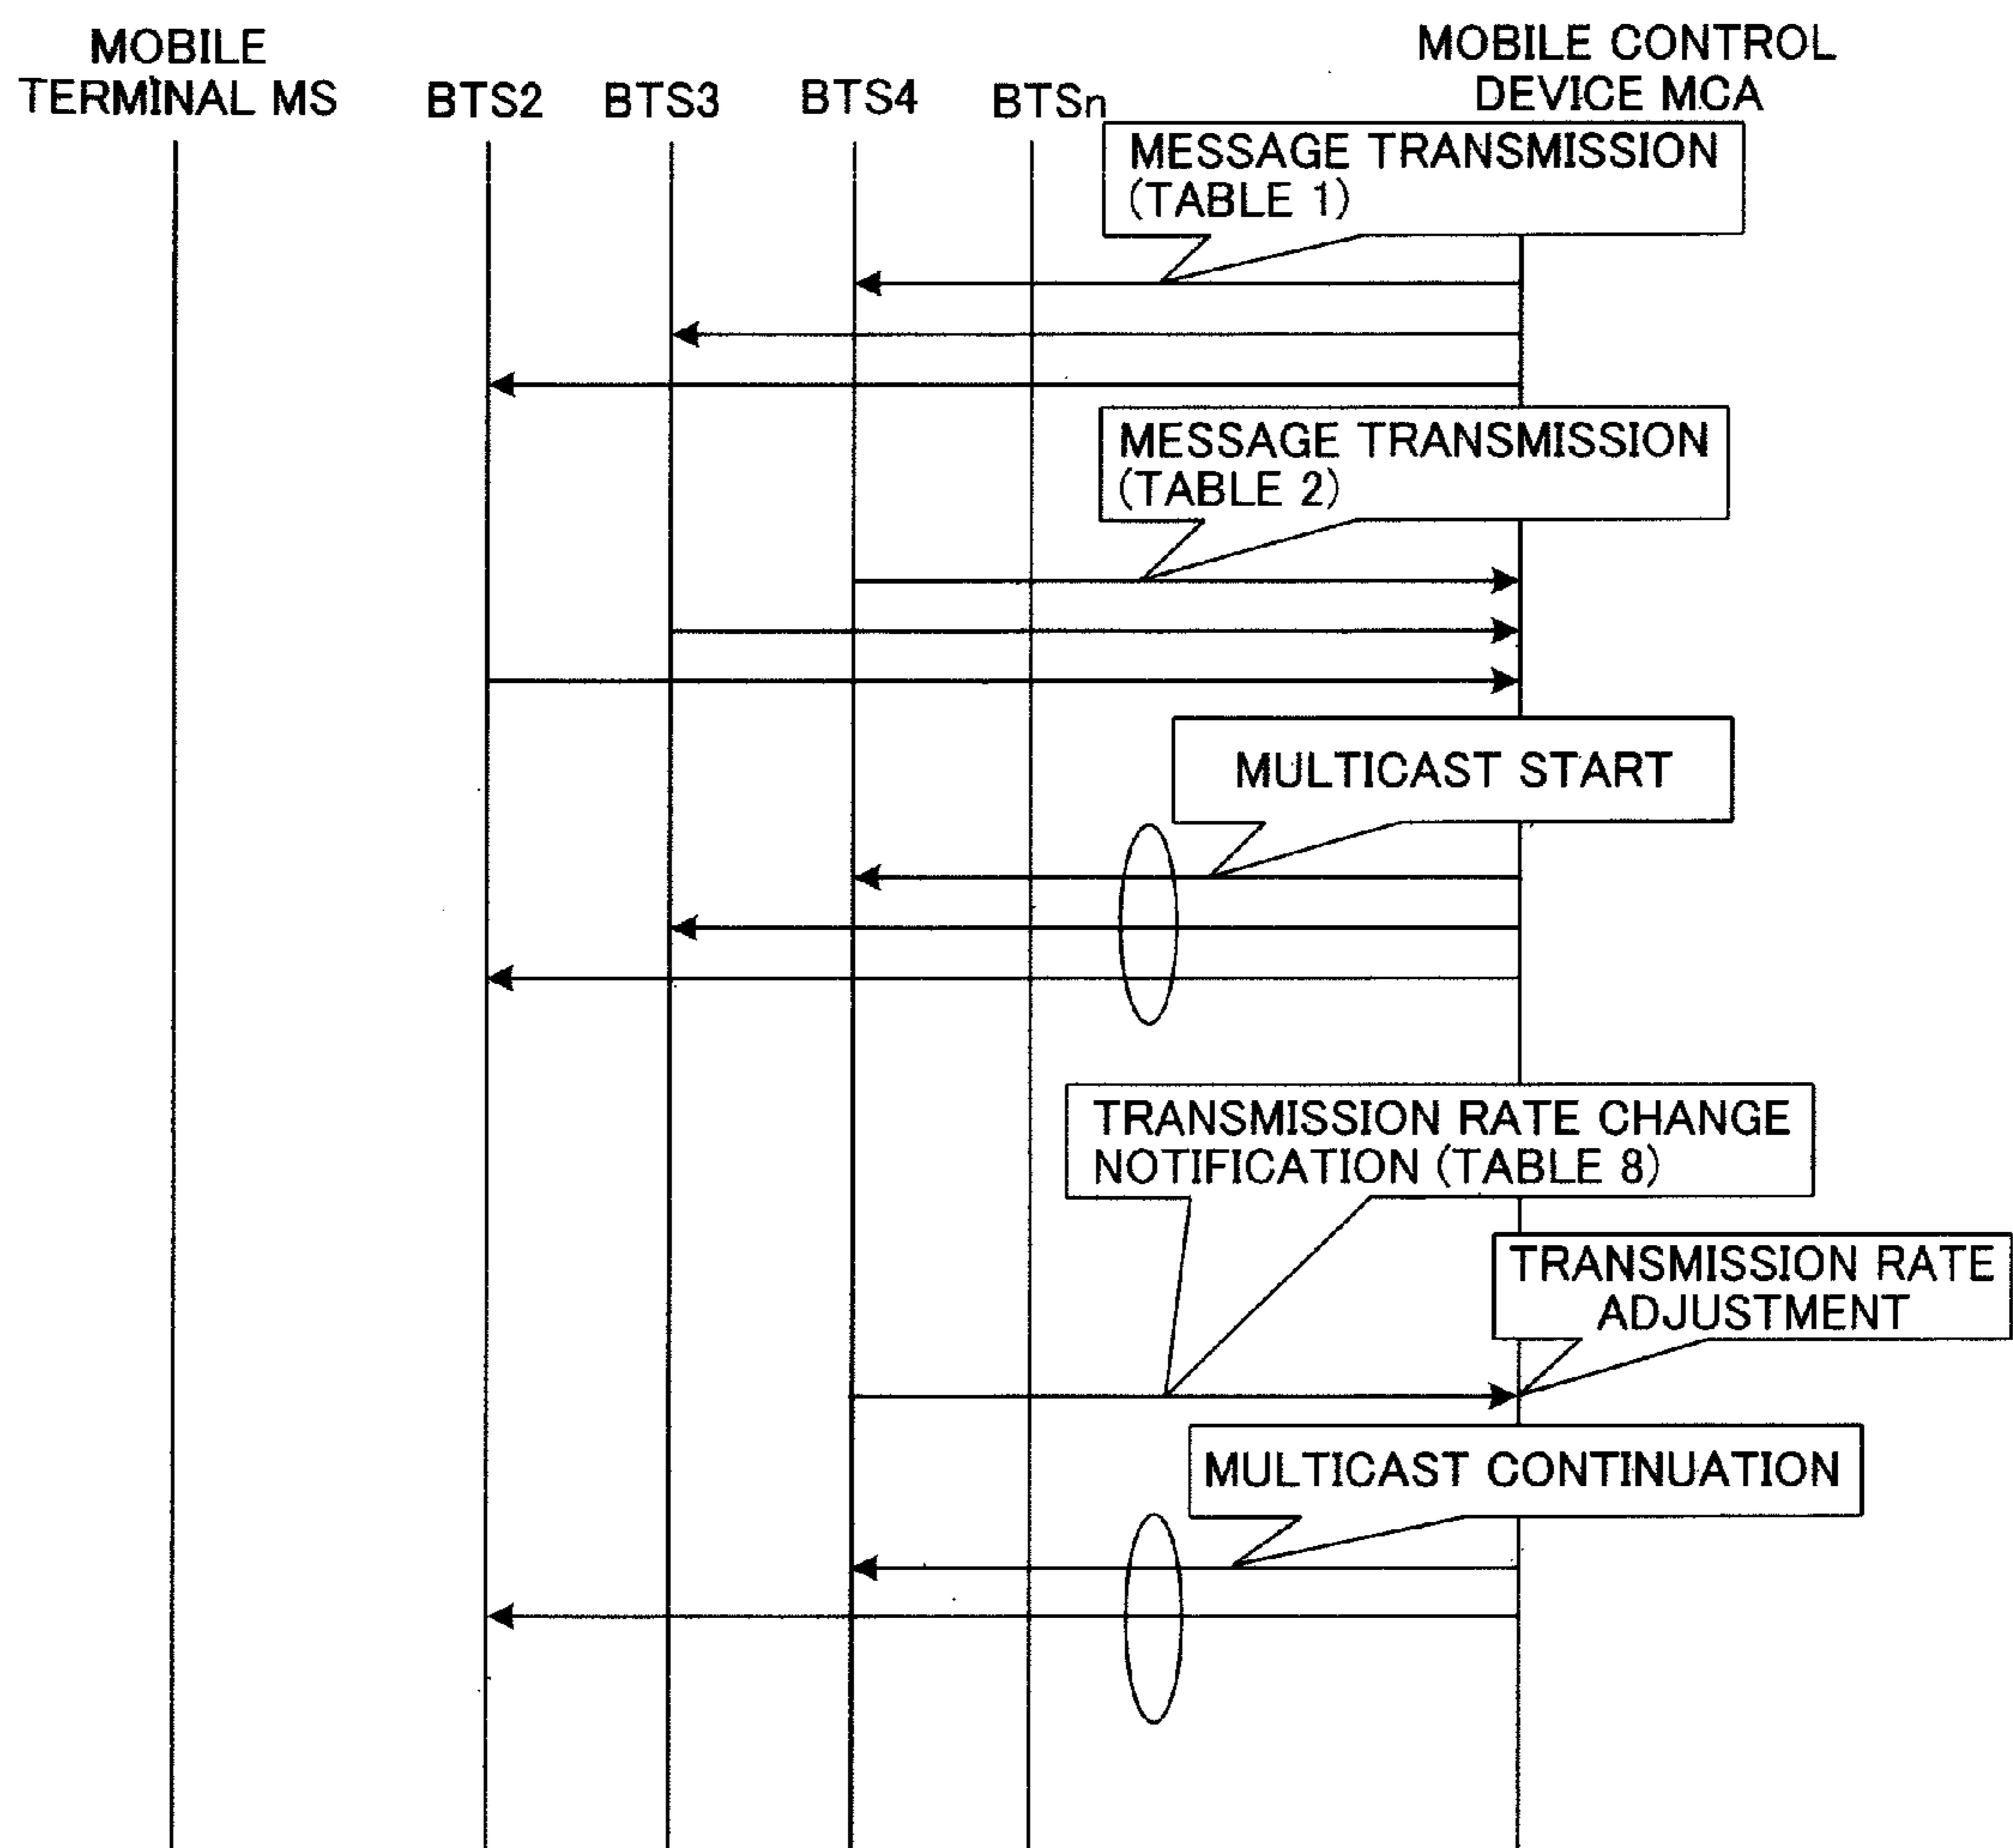 MOBILE
TERMINAL MS
BTS2
BTS3
BTS4
BTSn
MOBILE CONTROL
DEVICE MCA
MESSAGE TRANSMISSION
(TABLE 1)
MESSAGE TRANSMISSION
(TABLE 2)
MULTICAST START
TRANSMISSION RATE CHANGE
NOTIFICATION (TABLE 8)
TRANSMISSION RATE
ADJUSTMENT
MULTICAST CONTINUATION